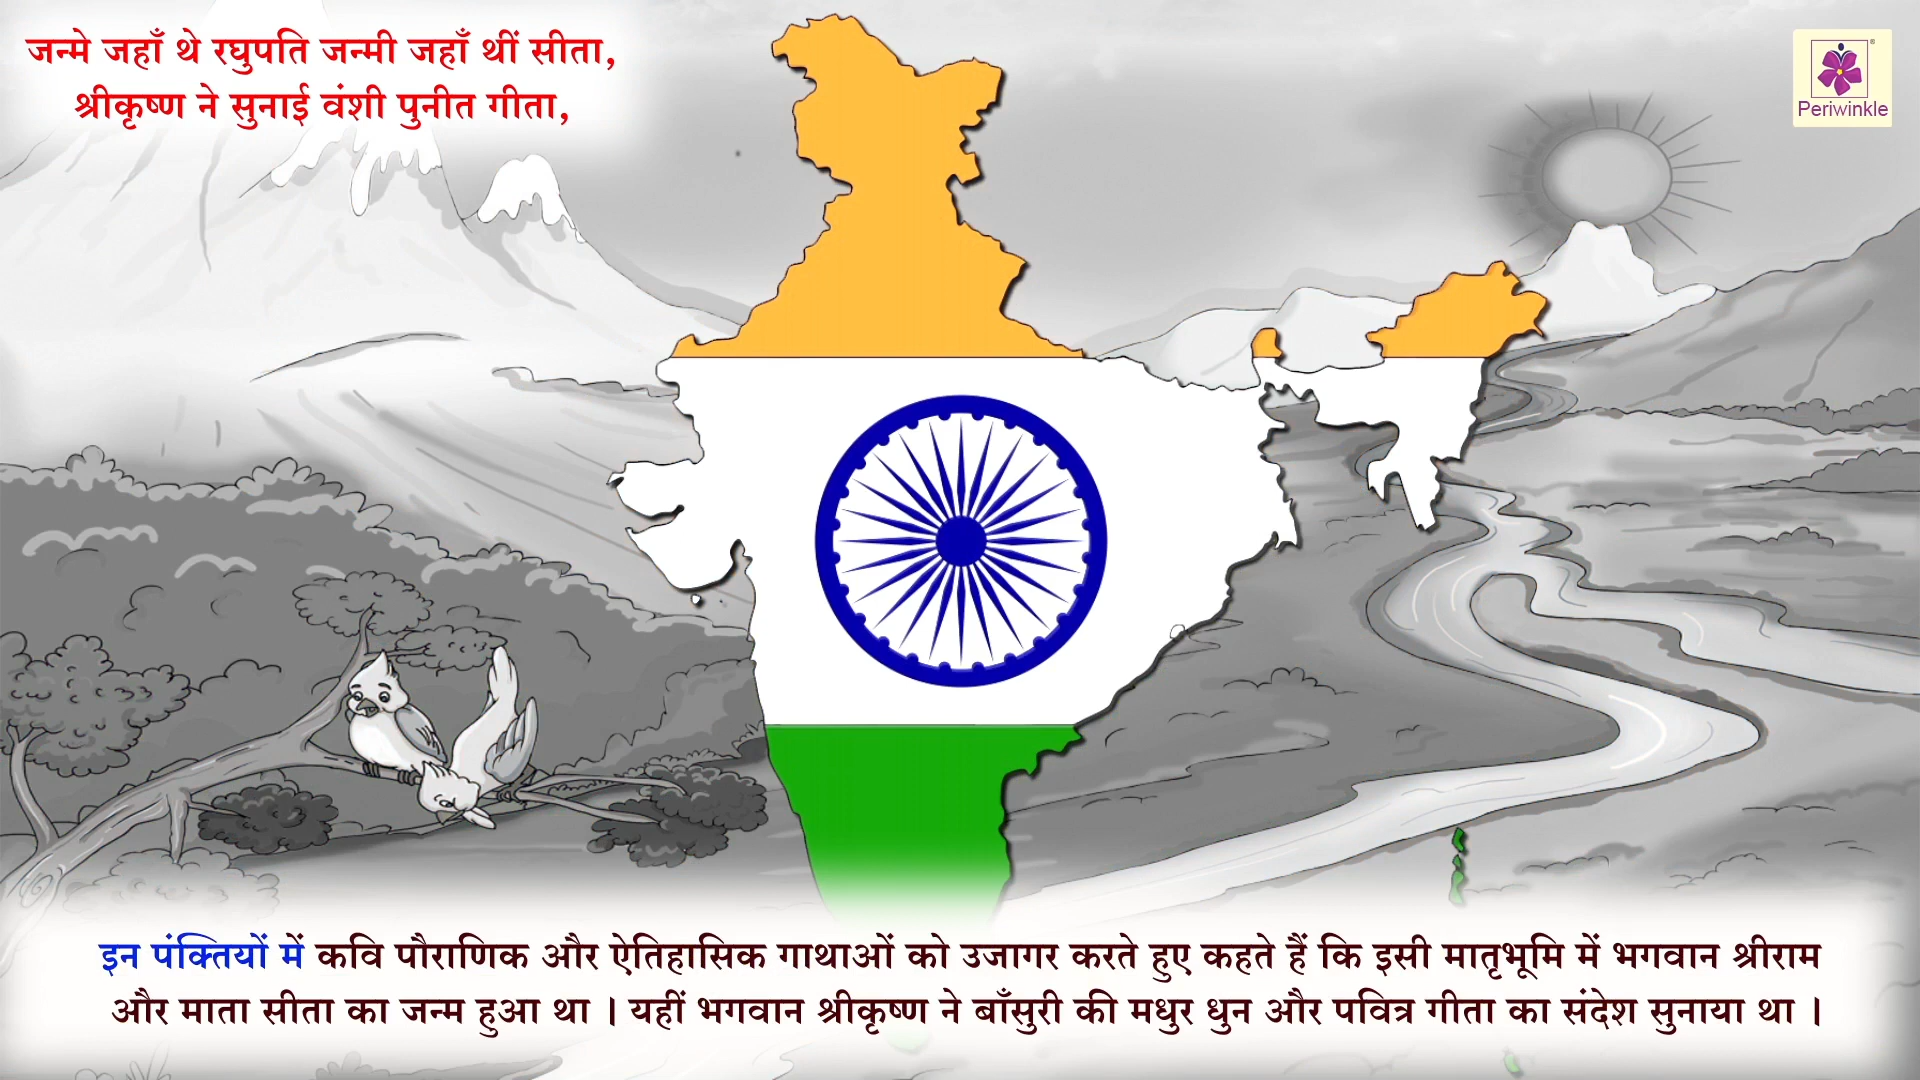 जन्मे जहाँ थे रघुपति जन्मी जहाँ थीं सीता,
श्रीकृष्ण ने सुनाई वंशी पुनीत गीता,
Periwinkle
इन पंक्तियों में कवि पौराणिक और ऐतिहासिक गाथाओं को उजागर करते हुए कहते हैं कि इसी मातृभूमि में भगवान श्रीराम
और माता सीता का जन्म हुआ था । यहीं भगवान श्रीकृष्ण ने बाँसुरी की मधुर धुन और पवित्र गीता का संदेश सुनाया था ।